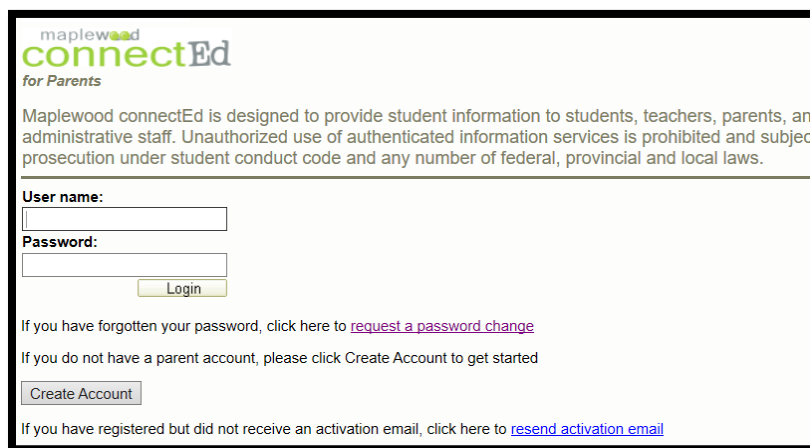 maplewood
connectEd
for Parents
Maplewood connectEd is designed to provide student information to students, teachers, parents, an
administrative staff. Unauthorized use of authenticated information services is prohibited and subjec
prosecution under student conduct code and any number of federal, provincial and local laws.
User name:
Password:
Login
If you have forgotten your password, click here to request a password change
If you do not have a parent account, please click Create Account to get started
Create Account
If you have registered but did not receive an activation email, click here to resend activation email